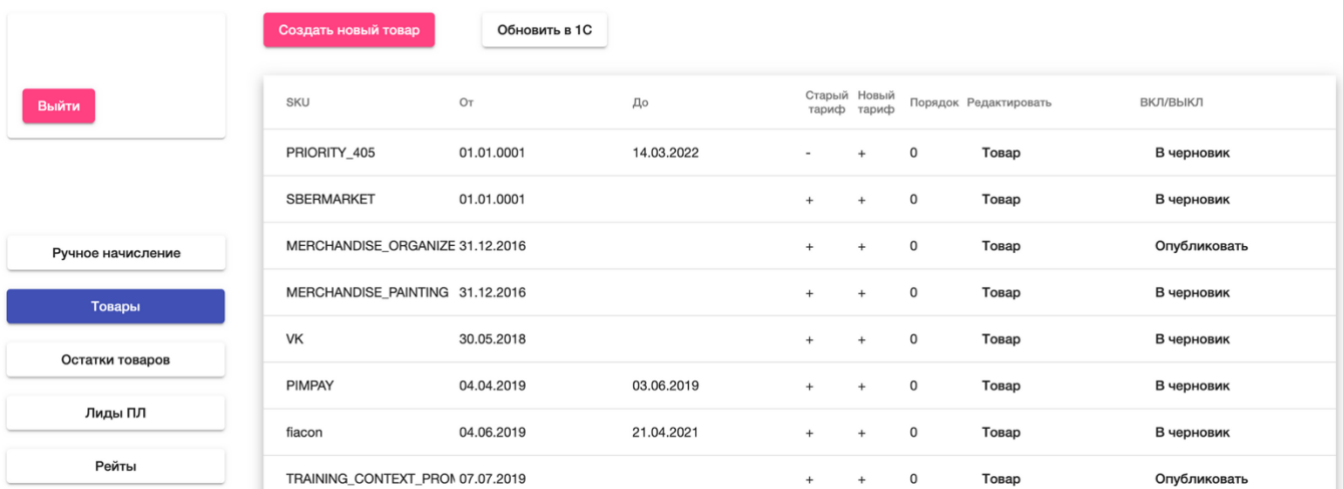 Создать новый товар Обновить в 1С
Выйти
SKU От До Старый тариф Новый тариф Порядок Редактировать ВКЛ/ВЫКЛ
PRIORITY_405 01.01.0001 14.03.2022 - + 0 Товар В черновик
SBERMARKET 01.01.0001 + + 0 Товар В черновик
MERCHANDISE_ORGANIZE 31.12.2016 + + 0 Товар Опубликовать
MERCHANDISE_PAINTING 31.12.2016 + + 0 Товар В черновик
VK 30.05.2018 + + 0 Товар В черновик
PIMPAY 04.04.2019 03.06.2019 + + 0 Товар В черновик
fiacon 04.06.2019 21.04.2021 + + 0 Товар В черновик
TRAINING_CONTEXT_PROM 07.07.2019 + + 0 Товар Опубликовать
Ручное начисление
Товары
Остатки товаров
Лиды ПЛ
Рейты